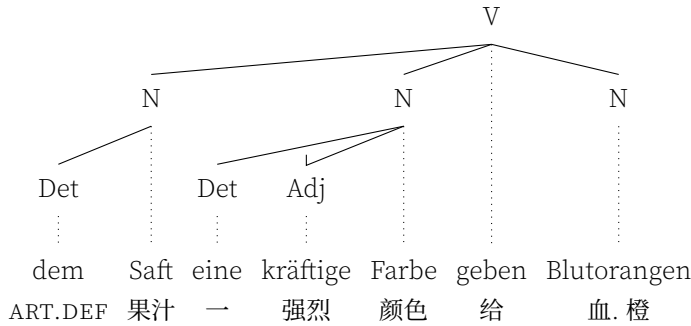 V
N N N
Det Det Adj
dem Saft eine kräftige Farbe geben Blutorangen
ART.DEF 果汁 一 强烈 颜色 给 血. 橙